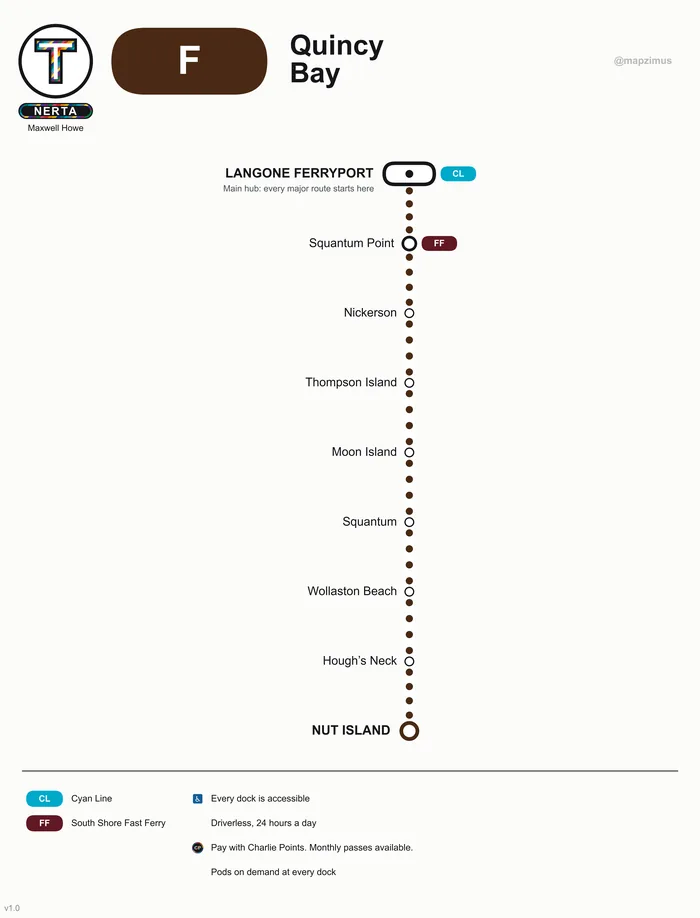 T
NERTA
Maxwell Howe
F
Quincy
Bay
@mapzimus
LANGONE FERRYPORT
CL
Main hub: every major route starts here
Squantum Point
FF
Nickerson
Thompson Island
Moon Island
Squantum
Wollaston Beach
Hough's Neck
NUT ISLAND
CL Cyan Line
FF South Shore Fast Ferry
Every dock is accessible
Driverless, 24 hours a day
CP Pay with Charlie Points. Monthly passes available.
Pods on demand at every dock
v1.0